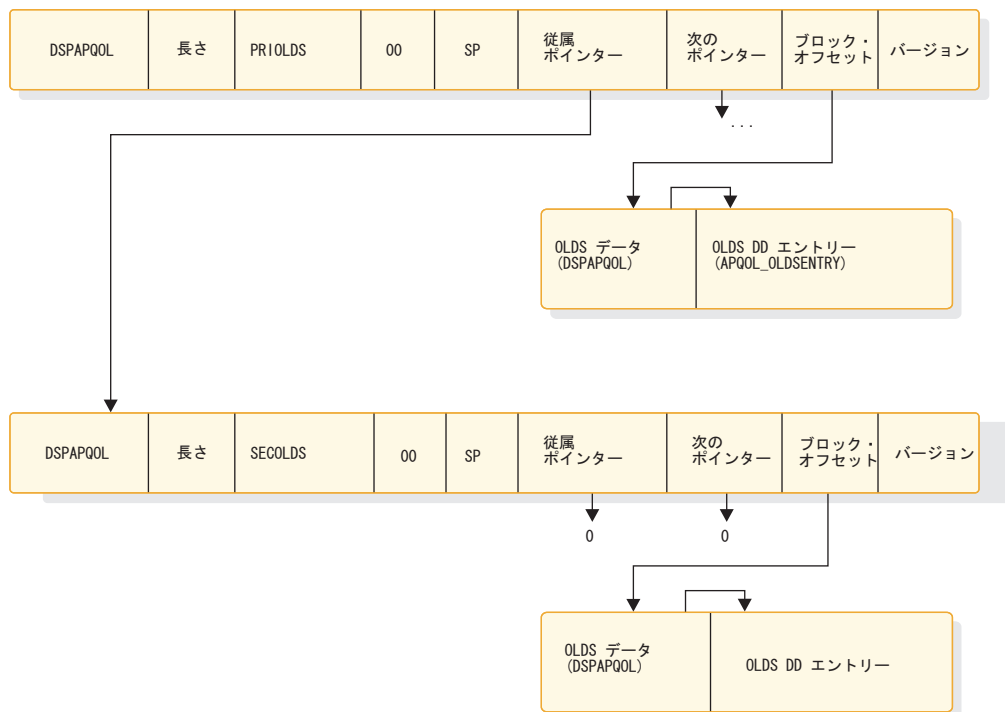 DSPAPQOL 長さ PRIOLDS 00 SP 従属 次の ブロック・ バージョン
ポインター ポインター オフセット
...
OLDS データ OLDS DD エントリー
(DSPAPQOL) (APQOL_OLDSENTRY)
DSPAPQOL 長さ SECOLDS 00 SP 従属 次の ブロック・ バージョン
ポインター ポインター オフセット
0 0
OLDS データ OLDS DD エントリー
(DSPAPQOL)